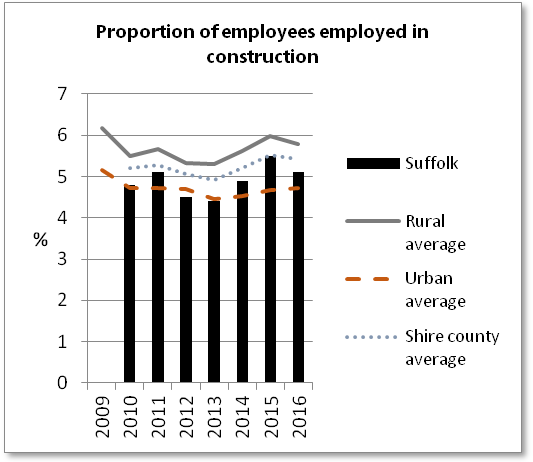 Proportion of employees employed in
construction
7
6
5
4
3
2
1
0
%
2009
2010
2011
2012
2013
2014
2015
2016
Suffolk
Rural
average
Urban
average
Shire county
average